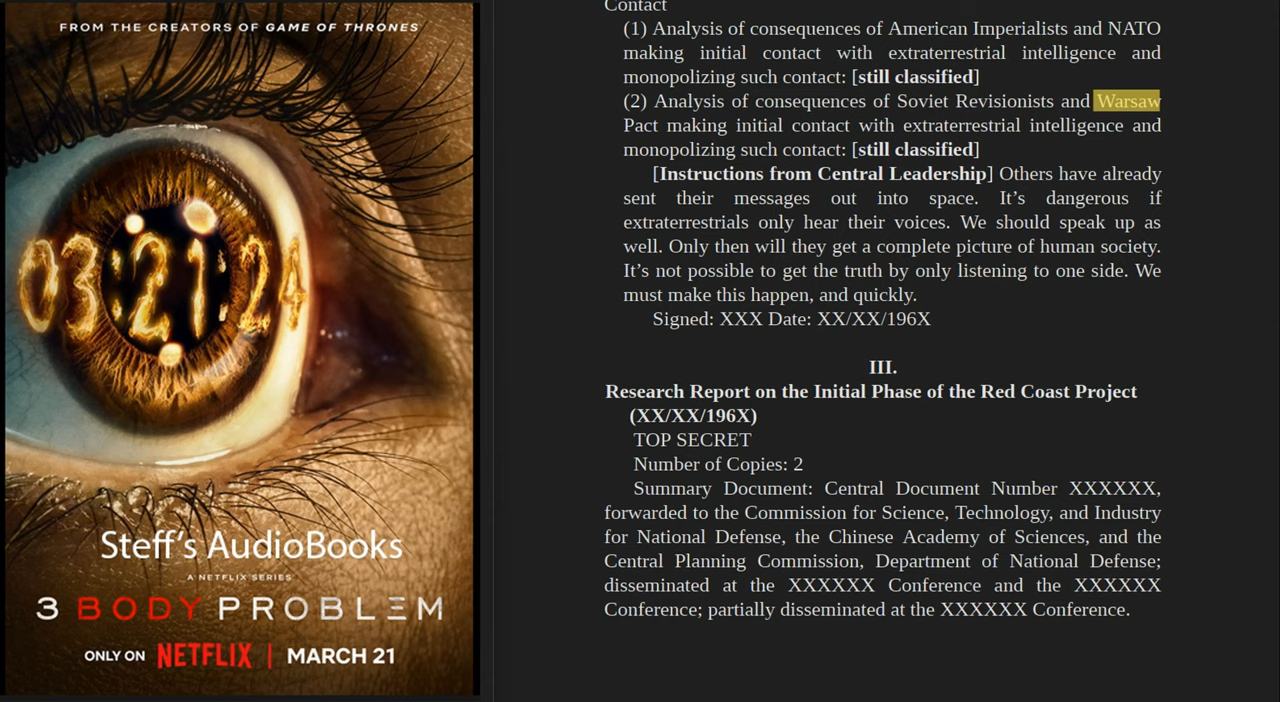 FROM THE CREATORS OF GAME OF THRONES
03:21:24
Steff's AudioBooks
A NETFLIX SERIES
3 BODY PROBLEM
ONLY ON NETFLIX | MARCH 21
Contact
(1) Analysis of consequences of American Imperialists and NATO
making initial contact with extraterrestrial intelligence and
monopolizing such contact: [still classified]
(2) Analysis of consequences of Soviet Revisionists and Warsaw
Pact making initial contact with extraterrestrial intelligence and
monopolizing such contact: [still classified]
[Instructions from Central Leadership] Others have already
sent their messages out into space. It’s dangerous if
extraterrestrials only hear their voices. We should speak up as
well. Only then will they get a complete picture of human society.
It’s not possible to get the truth by only listening to one side. We
must make this happen, and quickly.
Signed: XXX Date: XX/XX/196X
III.
Research Report on the Initial Phase of the Red Coast Project
(XX/XX/196X)
TOP SECRET
Number of Copies: 2
Summary Document: Central Document Number XXXXXX,
forwarded to the Commission for Science, Technology, and Industry
for National Defense, the Chinese Academy of Sciences, and the
Central Planning Commission, Department of National Defense;
disseminated at the XXXXXX Conference and the XXXXXX
Conference; partially disseminated at the XXXXXX Conference.